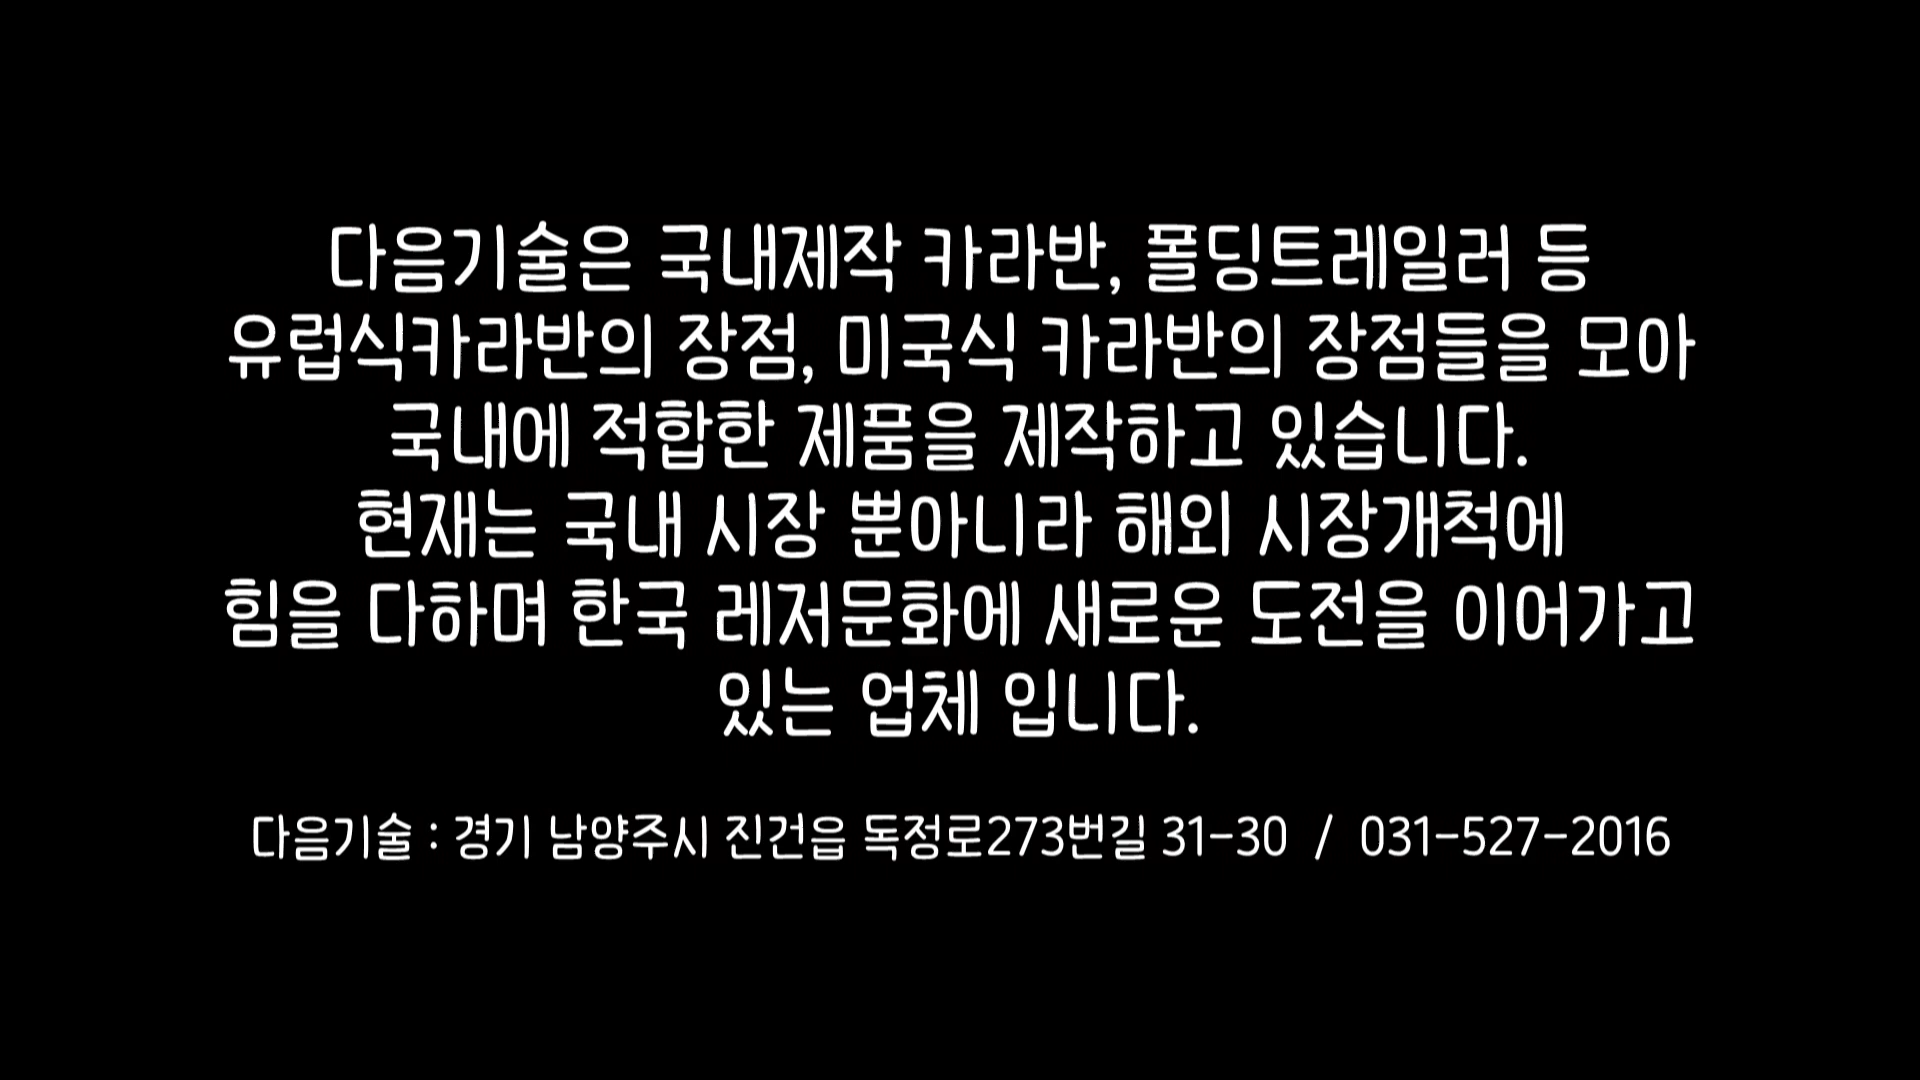 다음기술은 국내제작 카라반, 폴딩트레일러 등
유럽식카라반의 장점, 미국식 카라반의 장점들을 모아
국내에 적합한 제품을 제작하고 있습니다.
현재는 국내 시장 뿐아니라 해외 시장개척에
힘을 다하며 한국 레저문화에 새로운 도전을 이어가고
있는 업체 입니다.
다음기술 : 경기 남양주시 진건읍 독정로273번길 31-30 / 031-527-2016